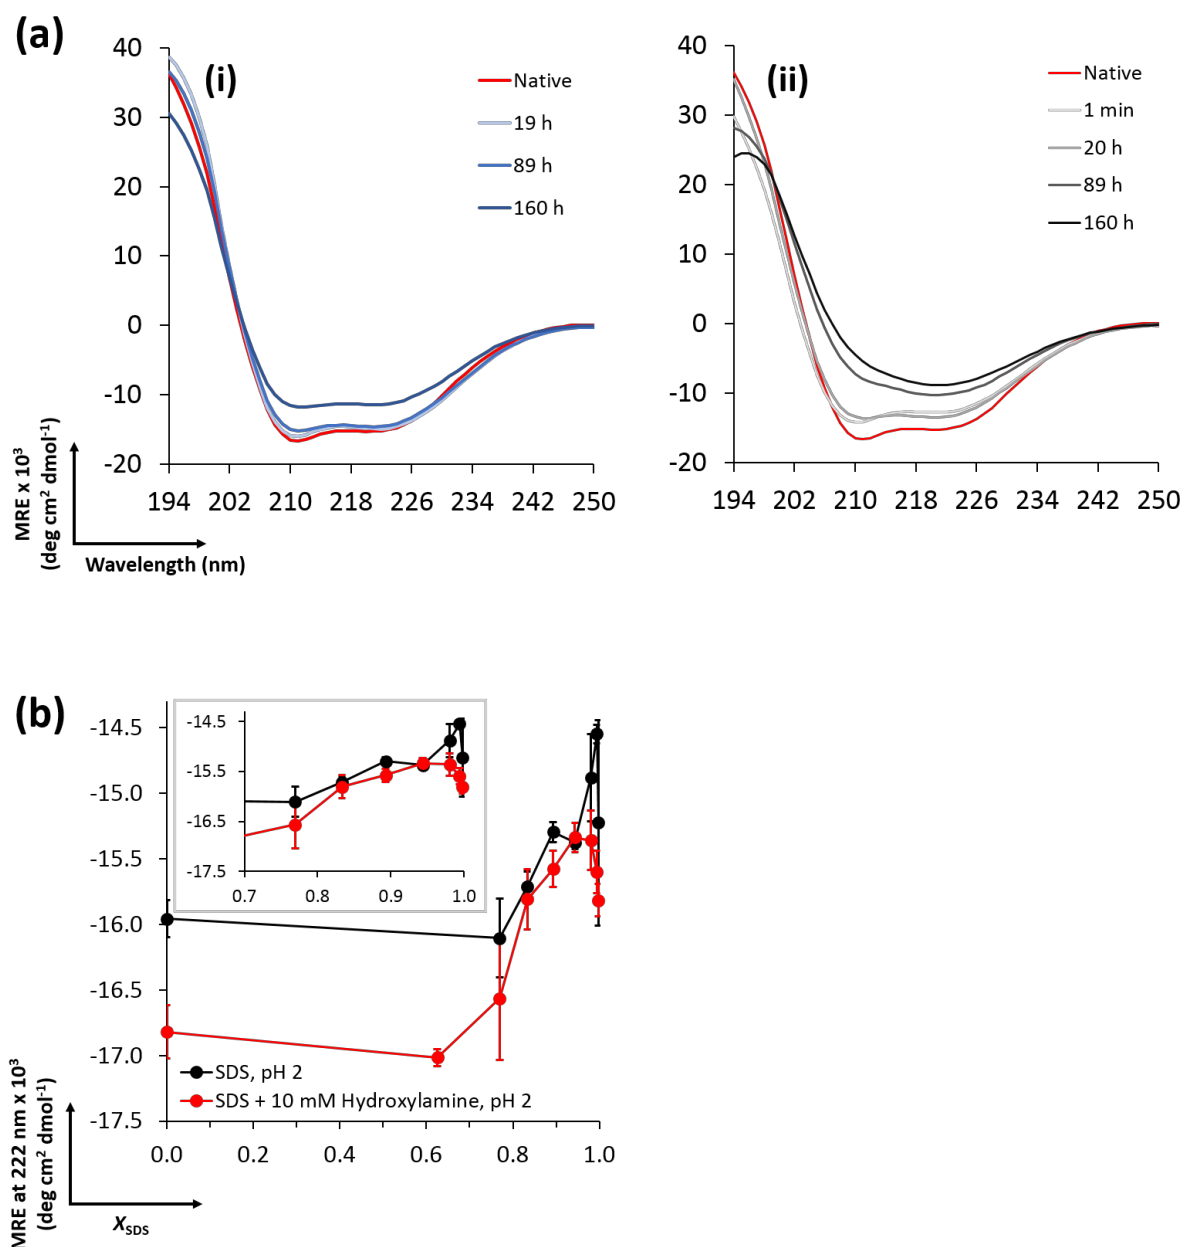 (a)
(i)
40
30
20
10
0
-10
-20
194 202 210 218 226 234 242 250
Native
19 h
89 h
160 h
MRE x 10³
(deg cm² dmol⁻¹)
Wavelength (nm)
(ii)
40
30
20
10
0
-10
-20
194 202 210 218 226 234 242 250
Native
1 min
20 h
89 h
160 h
(b)
-14.5
-15.0
-15.5
-16.0
-16.5
-17.0
-17.5
0.0 0.2 0.4 0.6 0.8 1.0
-14.5
-15.5
-16.5
-17.5
0.7 0.8 0.9 1.0
SDS, pH 2
SDS + 10 mM Hydroxylamine, pH 2
MRE at 222 nm x 10³
(deg cm² dmol⁻¹)
X_SDS